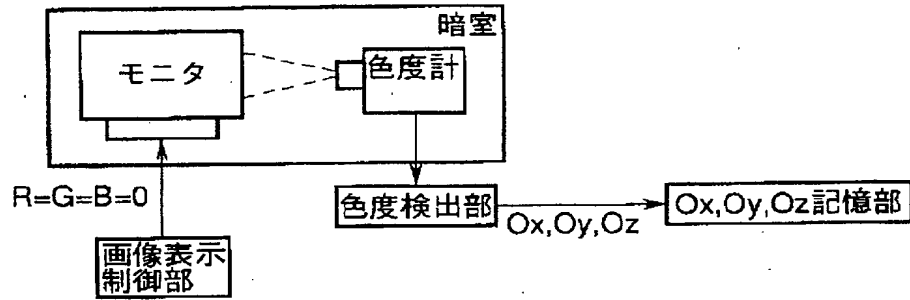 暗室
モニタ
色度計
R=G=B=0
色度検出部
Ox,Oy,Oz
Ox,Oy,Oz記憶部
画像表示
制御部